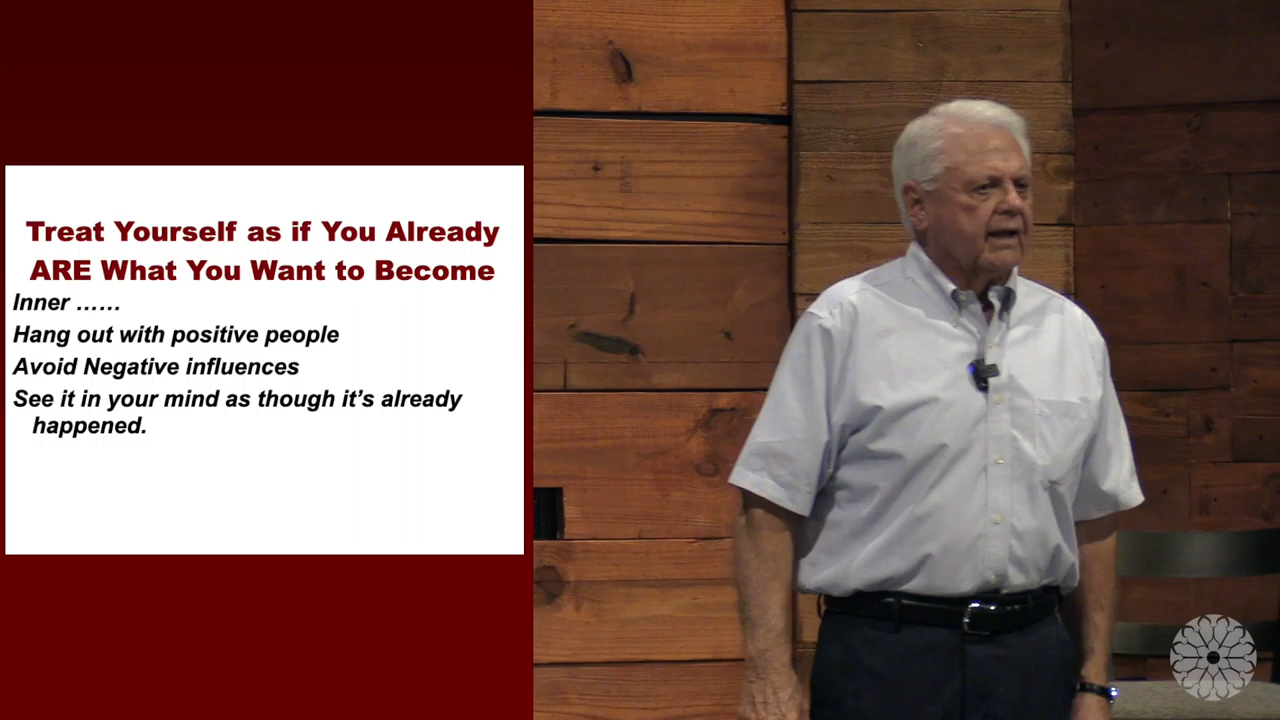 Treat Yourself as if You Already
ARE What You Want to Become
Inner ......
Hang out with positive people
Avoid Negative influences
See it in your mind as though it's already
happened.